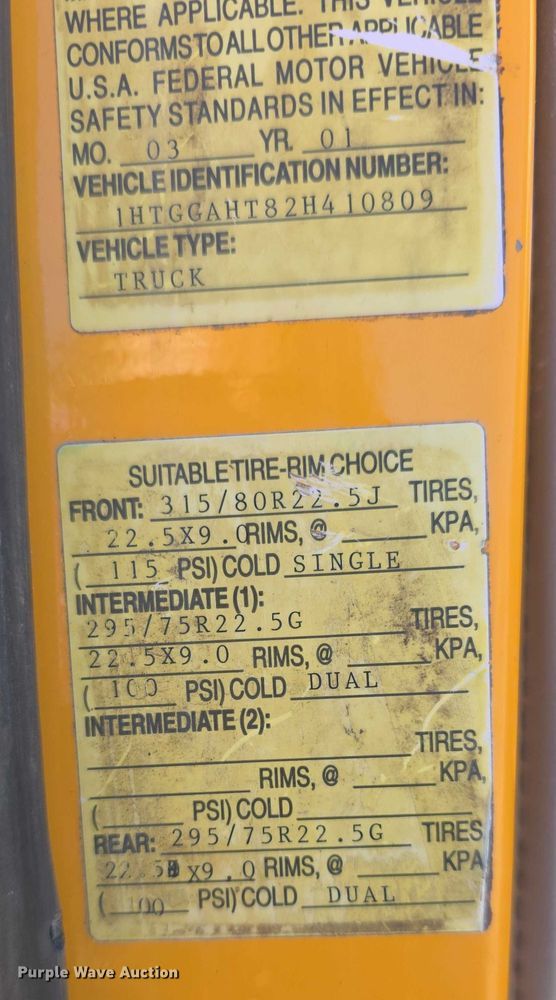 WHERE APPLICABLE. THIS VEHICLE
CONFORMS TO ALL OTHER APPLICABLE
U.S.A. FEDERAL MOTOR VEHICLE
SAFETY STANDARDS IN EFFECT IN:
MO. 03 YR. 01
VEHICLE IDENTIFICATION NUMBER:
1HTGGAHT82H410809
VEHICLE TYPE:
TRUCK
SUITABLE TIRE-RIM CHOICE
FRONT: 315/80R22.5J TIRES,
22.5X9.0 RIMS, @ KPA,
( 115 PSI) COLD SINGLE
INTERMEDIATE (1):
295/75R22.5G TIRES,
22.5X9.0 RIMS, @ KPA,
( 100 PSI) COLD DUAL
INTERMEDIATE (2):
TIRES,
RIMS, @ KPA,
( PSI) COLD
REAR: 295/75R22.5G TIRES
22.5 X9.0 RIMS, @ KPA
( 100 PSI) COLD DUAL
Purple Wave Auction